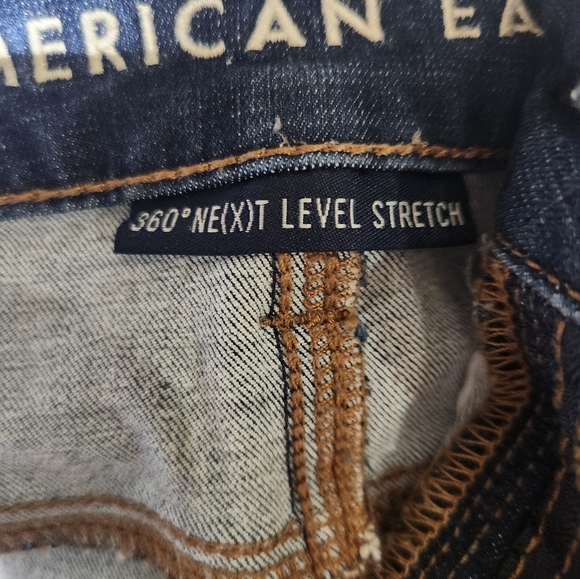 MERICAN EA
360° NE(X)T LEVEL STRETCH